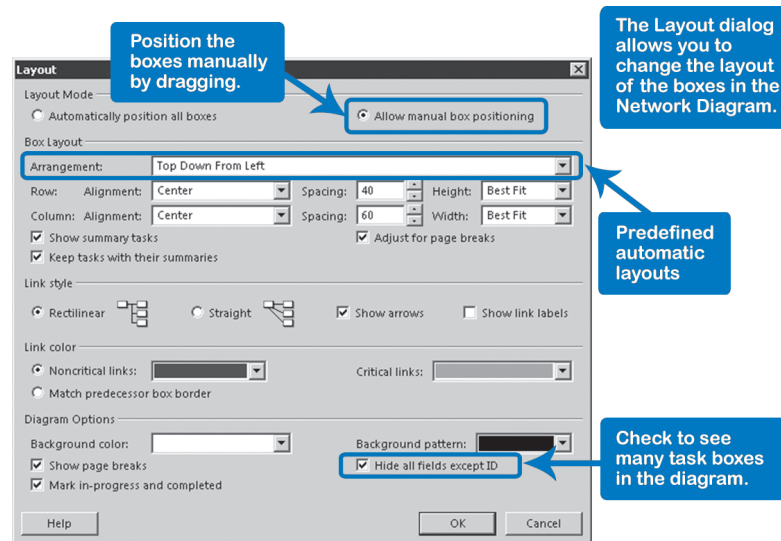 Position the
boxes manually
by dragging.
The Layout dialog
allows you to
change the layout
of the boxes in the
Network Diagram.
Layout
Layout Mode
Automatically position all boxes
Allow manual box positioning
Box Layout
Arrangement: Top Down From Left
Row: Alignment: Center Spacing: 40 Height: Best Fit
Column: Alignment: Center Spacing: 60 Width: Best Fit
Show summary tasks
Adjust for page breaks
Keep tasks with their summaries
Predefined
automatic
layouts
Link style
Rectilinear Straight Show arrows Show link labels
Link color
Noncritical links: Critical links:
Match predecessor box border
Diagram Options
Background color: Background pattern:
Show page breaks
Hide all fields except ID
Mark in-progress and completed
Check to see
many task boxes
in the diagram.
Help OK Cancel